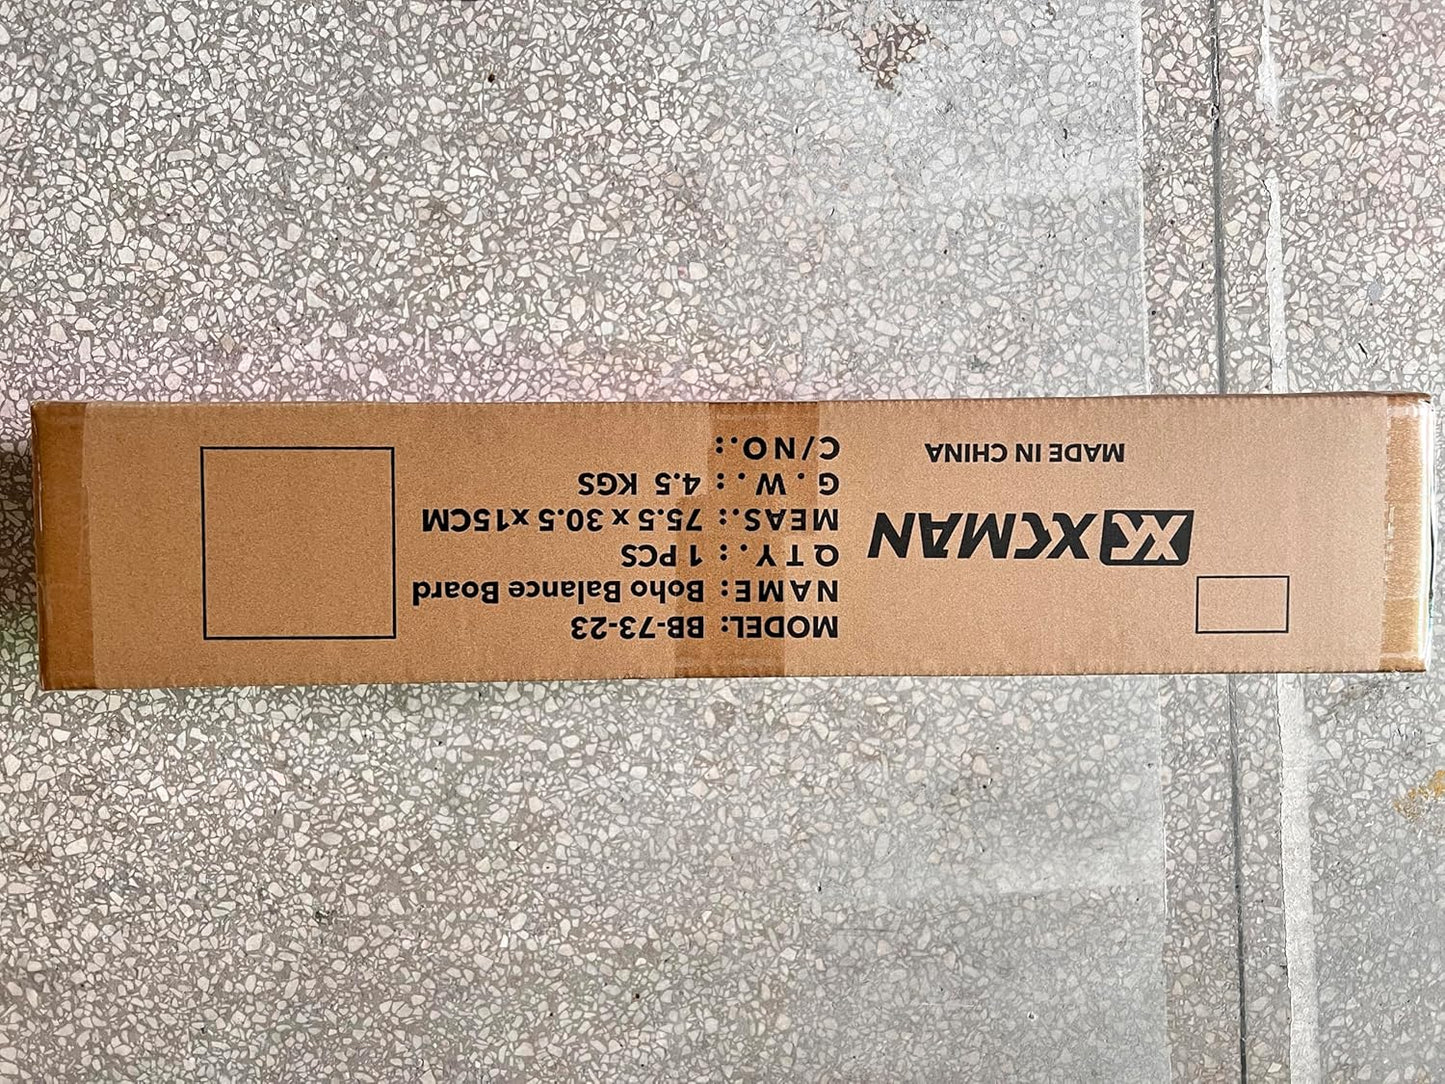 XCMAN
MADE IN CHINA
MODEL: BB-73-23
NAME: Boho Balance Board
QTY.: 1 PCS
MEAS.: 75.5 x 30.5 x15CM
G.W.: 4.5 KGS
C/NO.: